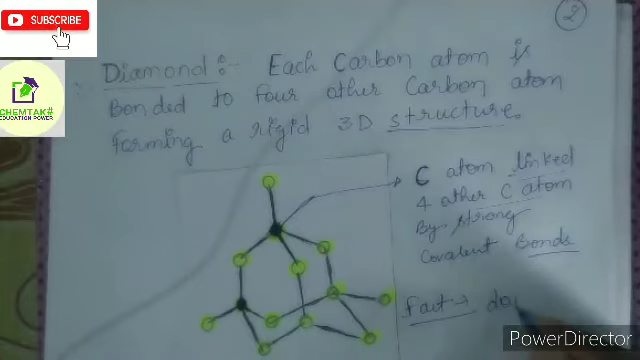 SUBSCRIBE
2
Diamond:- Each Carbon atom is
CHEMTAK#
EDUCATION POWER
Bonded to four other Carbon atom
forming a rigid 3D structure.
C atom linked
4 other C atom
By strong
Covalent Bonds
Fact →
PowerDirector